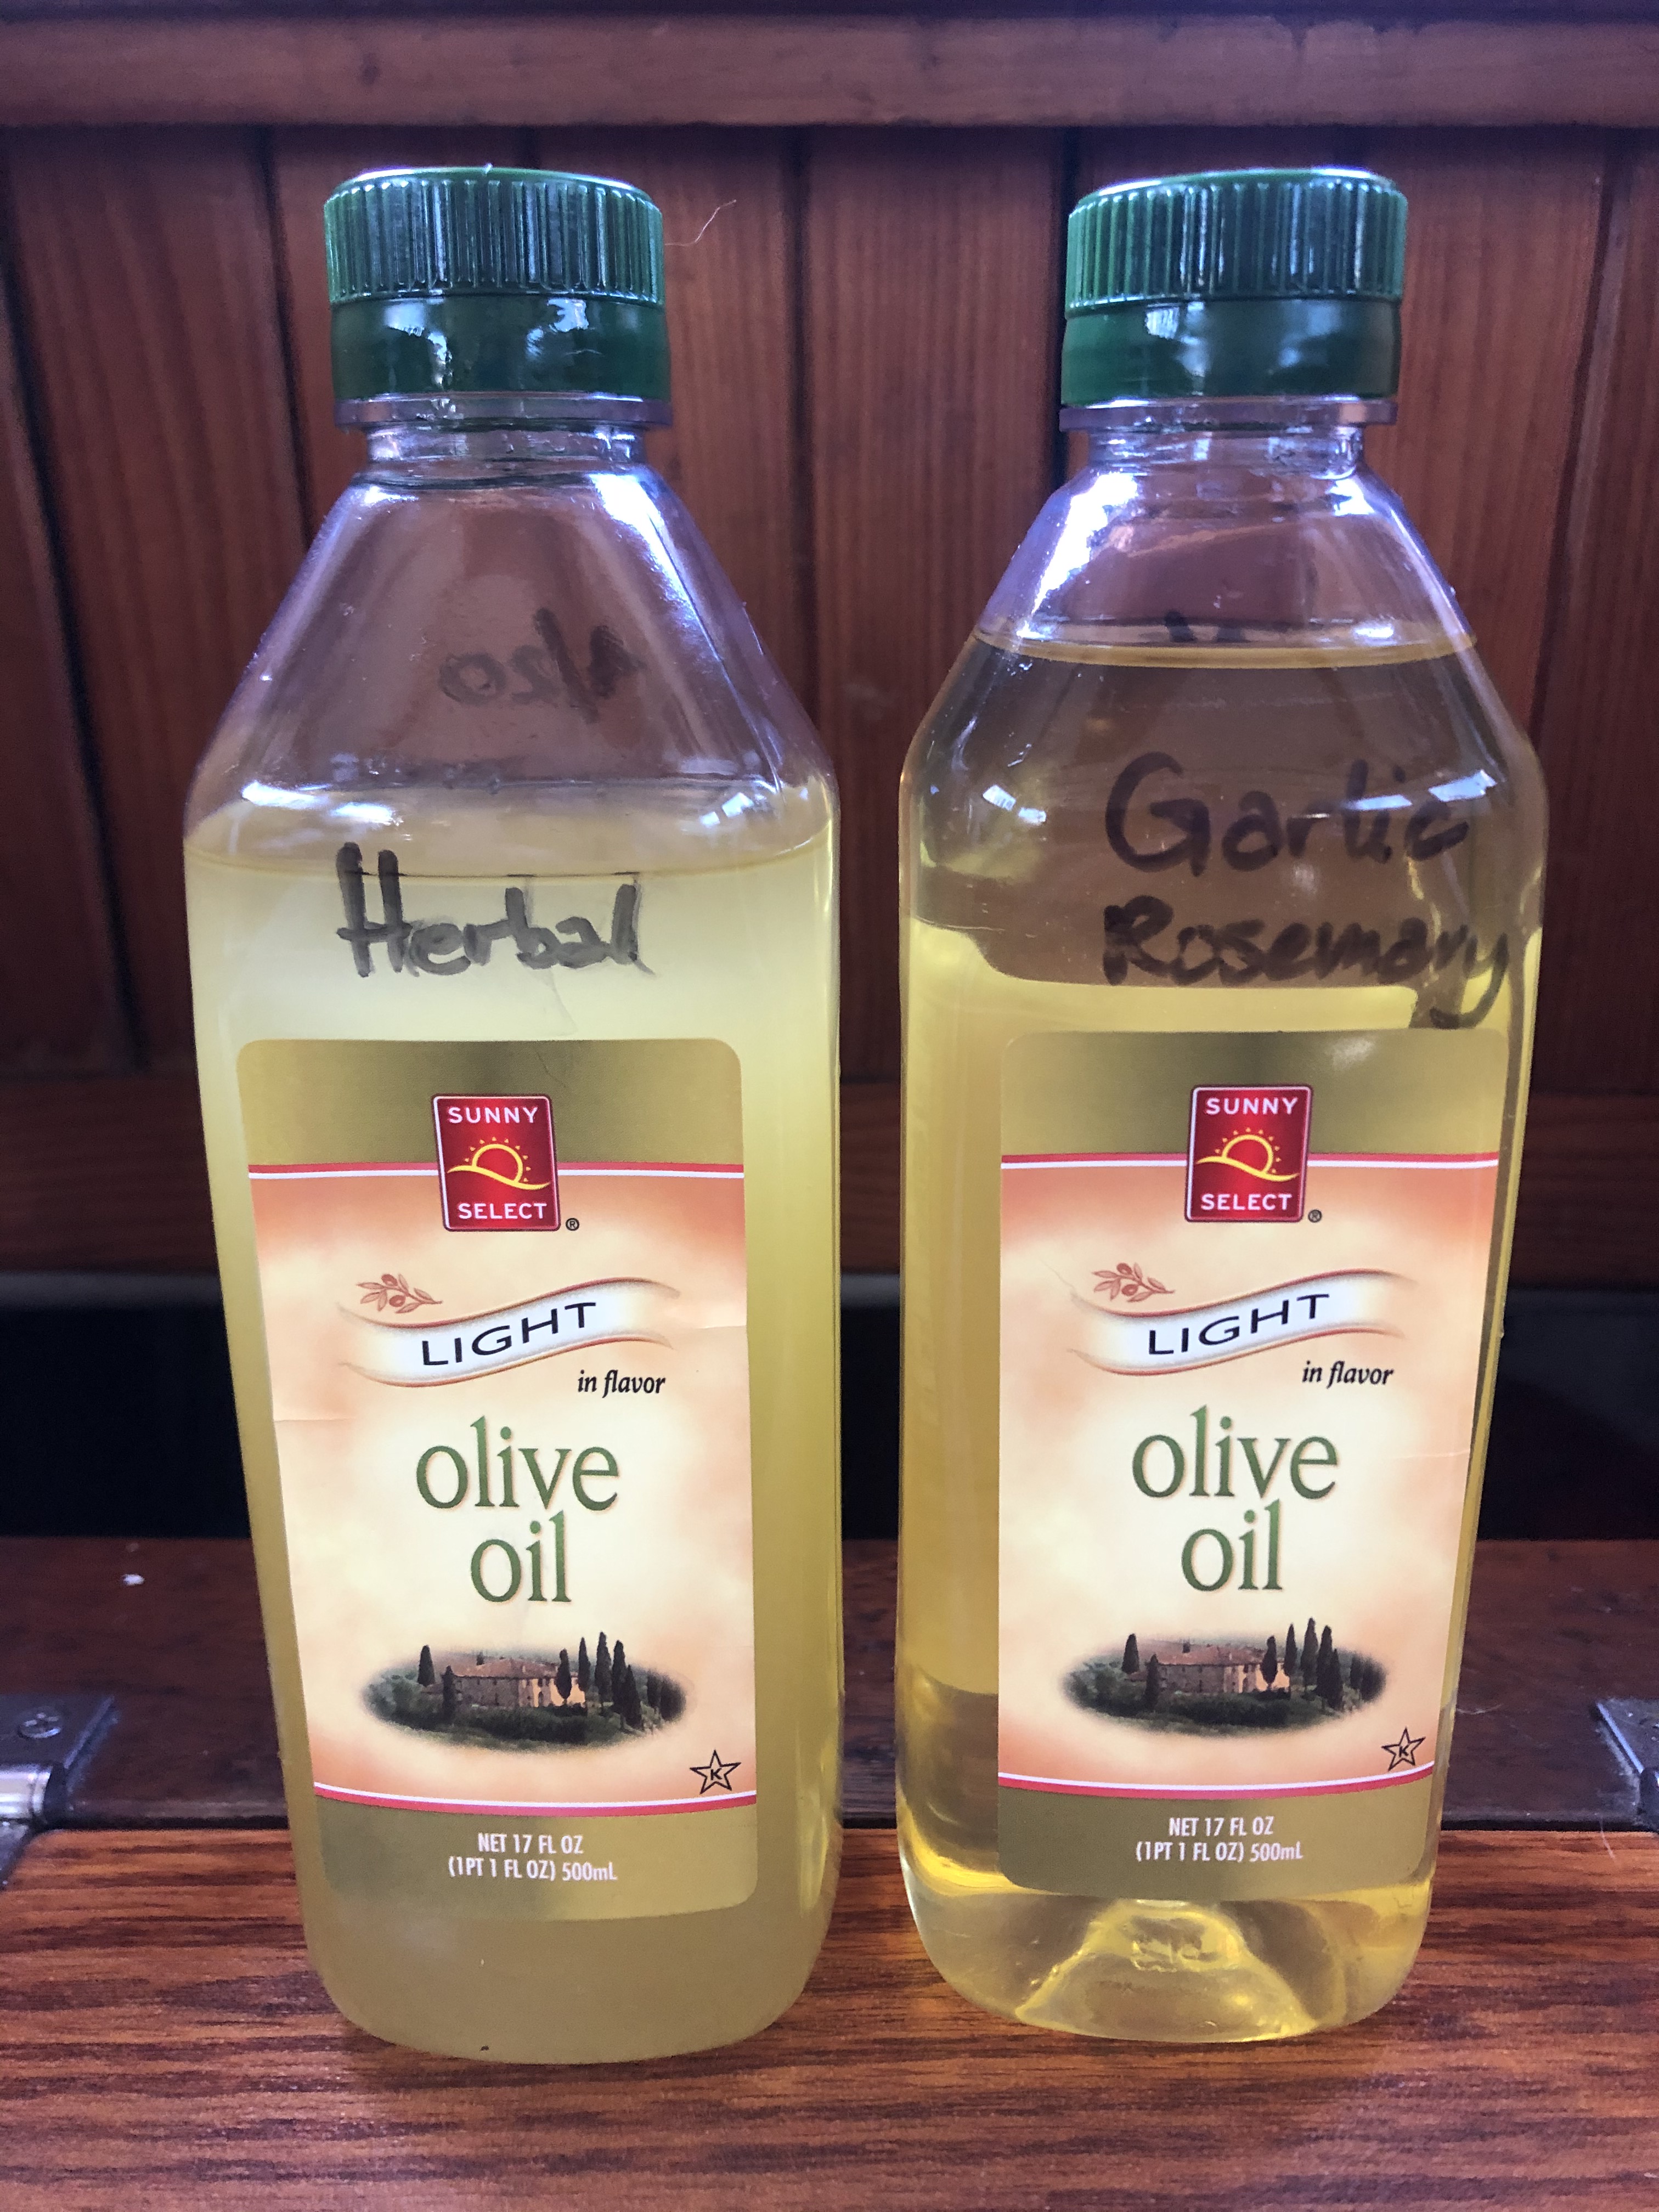 Herbal
SUNNY
SELECT
®
LIGHT
in flavor
olive
oil
K
NET 17 FL OZ
(1PT 1 FL OZ) 500mL
Garlic
Rosemary
SUNNY
SELECT
®
LIGHT
in flavor
olive
oil
K
NET 17 FL OZ
(1PT 1 FL OZ) 500mL